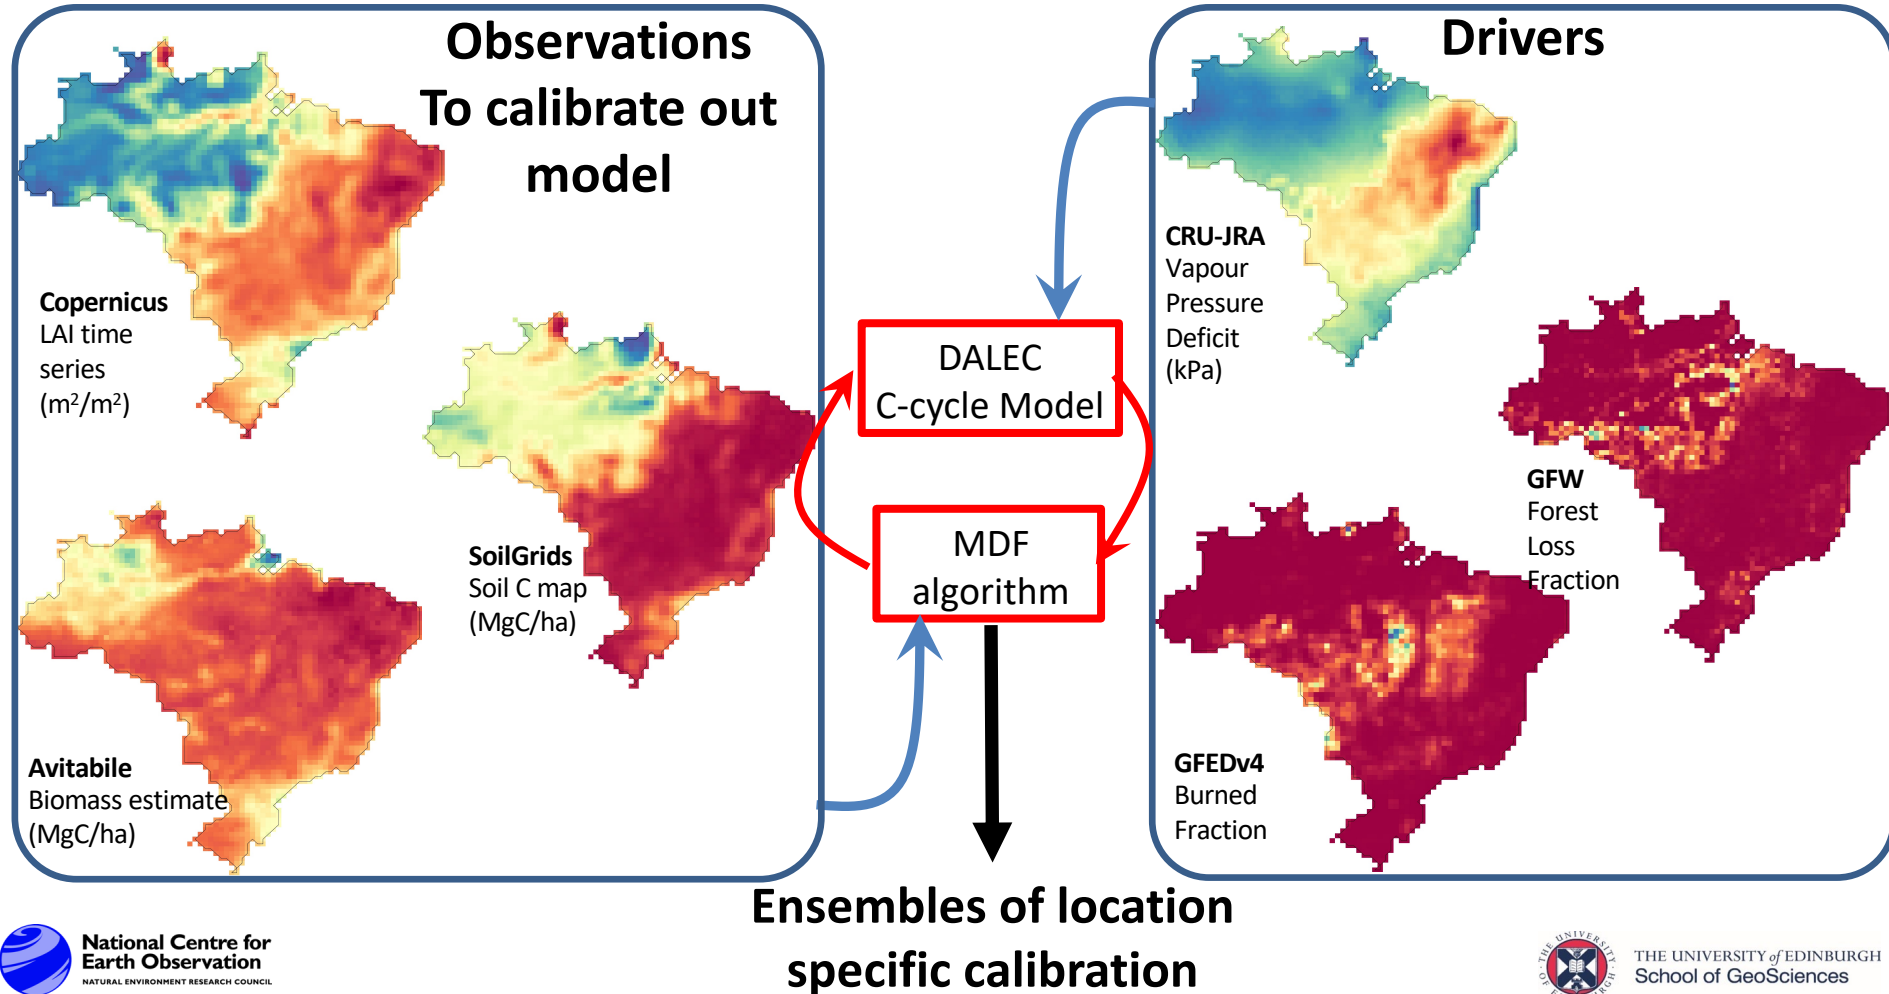 Observations
To calibrate out
model
Copernicus
LAI time
series
(m²/m²)
SoilGrids
Soil C map
(MgC/ha)
Avitabile
Biomass estimate
(MgC/ha)
DALEC
C-cycle Model
MDF
algorithm
Ensembles of location
specific calibration
Drivers
CRU-JRA
Vapour
Pressure
Deficit
(kPa)
GFW
Forest
Loss
Fraction
GFEDv4
Burned
Fraction
National Centre for
Earth Observation
NATURAL ENVIRONMENT RESEARCH COUNCIL
THE UNIVERSITY of EDINBURGH
School of GeoSciences